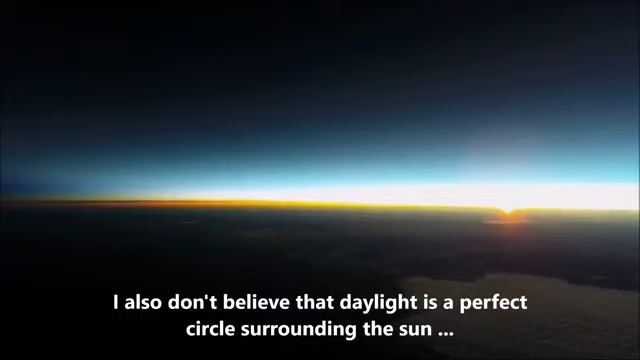 I also don't believe that daylight is a perfect
circle surrounding the sun ...